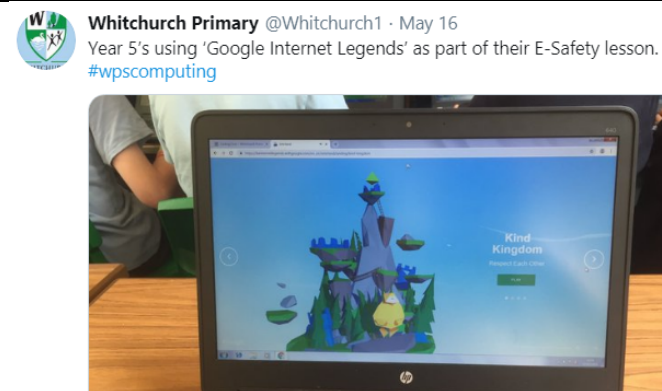 Whitchurch Primary @Whitchurch1 · May 16
Year 5's using 'Google Internet Legends' as part of their E-Safety lesson.
#wpscomputing
Kind
Kingdom
Respect Each Other
hp